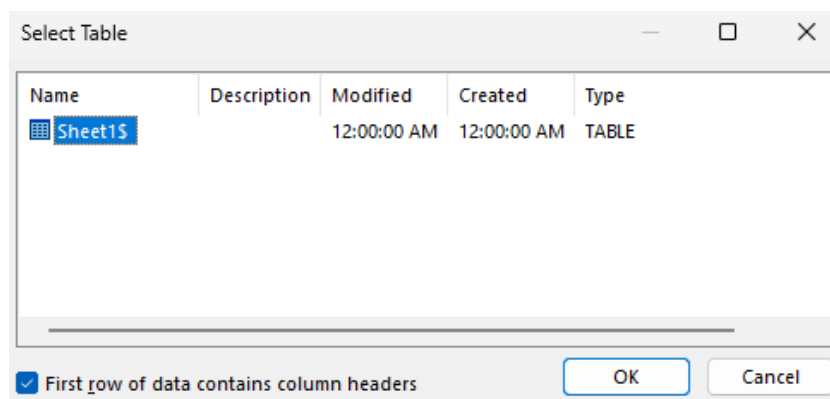 Select Table
Name Description Modified Created Type
Sheet1$ 12:00:00 AM 12:00:00 AM TABLE
First row of data contains column headers OK Cancel